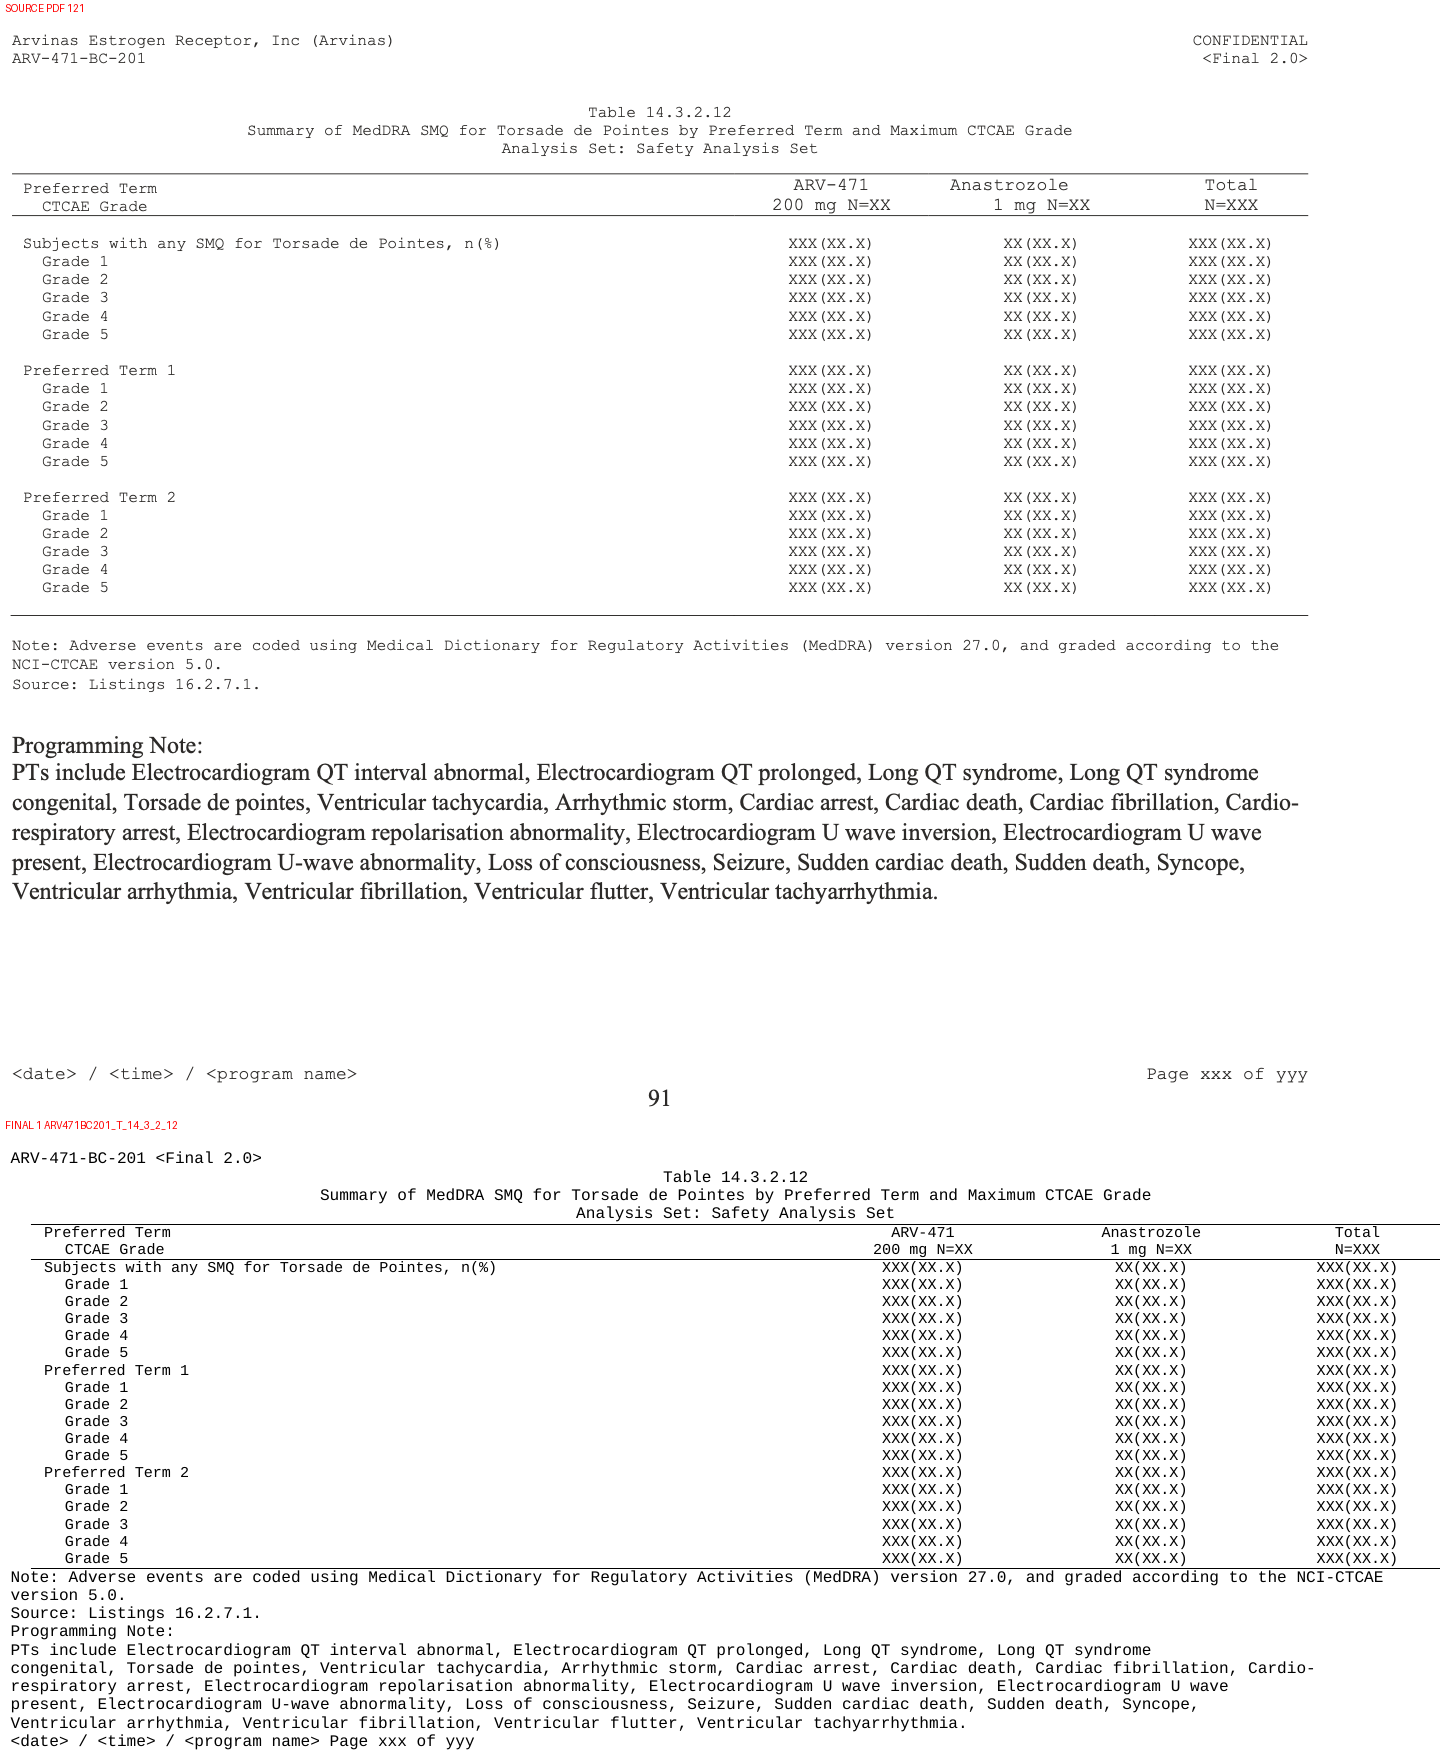 SOURCE PDF 121
Arvinas Estrogen Receptor, Inc (Arvinas) CONFIDENTIAL
ARV-471-BC-201 <Final 2.0>
Table 14.3.2.12
Summary of MedDRA SMQ for Torsade de Pointes by Preferred Term and Maximum CTCAE Grade
Analysis Set: Safety Analysis Set
Preferred Term ARV-471 Anastrozole Total
CTCAE Grade 200 mg N=XX 1 mg N=XX N=XXX
Subjects with any SMQ for Torsade de Pointes, n(%) XXX(XX.X) XX(XX.X) XXX(XX.X)
Grade 1 XXX(XX.X) XX(XX.X) XXX(XX.X)
Grade 2 XXX(XX.X) XX(XX.X) XXX(XX.X)
Grade 3 XXX(XX.X) XX(XX.X) XXX(XX.X)
Grade 4 XXX(XX.X) XX(XX.X) XXX(XX.X)
Grade 5 XXX(XX.X) XX(XX.X) XXX(XX.X)
Preferred Term 1 XXX(XX.X) XX(XX.X) XXX(XX.X)
Grade 1 XXX(XX.X) XX(XX.X) XXX(XX.X)
Grade 2 XXX(XX.X) XX(XX.X) XXX(XX.X)
Grade 3 XXX(XX.X) XX(XX.X) XXX(XX.X)
Grade 4 XXX(XX.X) XX(XX.X) XXX(XX.X)
Grade 5 XXX(XX.X) XX(XX.X) XXX(XX.X)
Preferred Term 2 XXX(XX.X) XX(XX.X) XXX(XX.X)
Grade 1 XXX(XX.X) XX(XX.X) XXX(XX.X)
Grade 2 XXX(XX.X) XX(XX.X) XXX(XX.X)
Grade 3 XXX(XX.X) XX(XX.X) XXX(XX.X)
Grade 4 XXX(XX.X) XX(XX.X) XXX(XX.X)
Grade 5 XXX(XX.X) XX(XX.X) XXX(XX.X)
Note: Adverse events are coded using Medical Dictionary for Regulatory Activities (MedDRA) version 27.0, and graded according to the
NCI-CTCAE version 5.0.
Source: Listings 16.2.7.1.
Programming Note:
PTs include Electrocardiogram QT interval abnormal, Electrocardiogram QT prolonged, Long QT syndrome, Long QT syndrome
congenital, Torsade de pointes, Ventricular tachycardia, Arrhythmic storm, Cardiac arrest, Cardiac death, Cardiac fibrillation, Cardio-
respiratory arrest, Electrocardiogram repolarisation abnormality, Electrocardiogram U wave inversion, Electrocardiogram U wave
present, Electrocardiogram U-wave abnormality, Loss of consciousness, Seizure, Sudden cardiac death, Sudden death, Syncope,
Ventricular arrhythmia, Ventricular fibrillation, Ventricular flutter, Ventricular tachyarrhythmia.
<date> / <time> / <program name> Page xxx of yyy
91
FINAL 1 ARV471BC201_T_14_3_2_12
ARV-471-BC-201 <Final 2.0>
Table 14.3.2.12
Summary of MedDRA SMQ for Torsade de Pointes by Preferred Term and Maximum CTCAE Grade
Analysis Set: Safety Analysis Set
Preferred Term ARV-471 Anastrozole Total
CTCAE Grade 200 mg N=XX 1 mg N=XX N=XXX
Subjects with any SMQ for Torsade de Pointes, n(%) XXX(XX.X) XX(XX.X) XXX(XX.X)
Grade 1 XXX(XX.X) XX(XX.X) XXX(XX.X)
Grade 2 XXX(XX.X) XX(XX.X) XXX(XX.X)
Grade 3 XXX(XX.X) XX(XX.X) XXX(XX.X)
Grade 4 XXX(XX.X) XX(XX.X) XXX(XX.X)
Grade 5 XXX(XX.X) XX(XX.X) XXX(XX.X)
Preferred Term 1 XXX(XX.X) XX(XX.X) XXX(XX.X)
Grade 1 XXX(XX.X) XX(XX.X) XXX(XX.X)
Grade 2 XXX(XX.X) XX(XX.X) XXX(XX.X)
Grade 3 XXX(XX.X) XX(XX.X) XXX(XX.X)
Grade 4 XXX(XX.X) XX(XX.X) XXX(XX.X)
Grade 5 XXX(XX.X) XX(XX.X) XXX(XX.X)
Preferred Term 2 XXX(XX.X) XX(XX.X) XXX(XX.X)
Grade 1 XXX(XX.X) XX(XX.X) XXX(XX.X)
Grade 2 XXX(XX.X) XX(XX.X) XXX(XX.X)
Grade 3 XXX(XX.X) XX(XX.X) XXX(XX.X)
Grade 4 XXX(XX.X) XX(XX.X) XXX(XX.X)
Grade 5 XXX(XX.X) XX(XX.X) XXX(XX.X)
Note: Adverse events are coded using Medical Dictionary for Regulatory Activities (MedDRA) version 27.0, and graded according to the NCI-CTCAE
version 5.0.
Source: Listings 16.2.7.1.
Programming Note:
PTs include Electrocardiogram QT interval abnormal, Electrocardiogram QT prolonged, Long QT syndrome, Long QT syndrome
congenital, Torsade de pointes, Ventricular tachycardia, Arrhythmic storm, Cardiac arrest, Cardiac death, Cardiac fibrillation, Cardio-
respiratory arrest, Electrocardiogram repolarisation abnormality, Electrocardiogram U wave inversion, Electrocardiogram U wave
present, Electrocardiogram U-wave abnormality, Loss of consciousness, Seizure, Sudden cardiac death, Sudden death, Syncope,
Ventricular arrhythmia, Ventricular fibrillation, Ventricular flutter, Ventricular tachyarrhythmia.
<date> / <time> / <program name> Page xxx of yyy